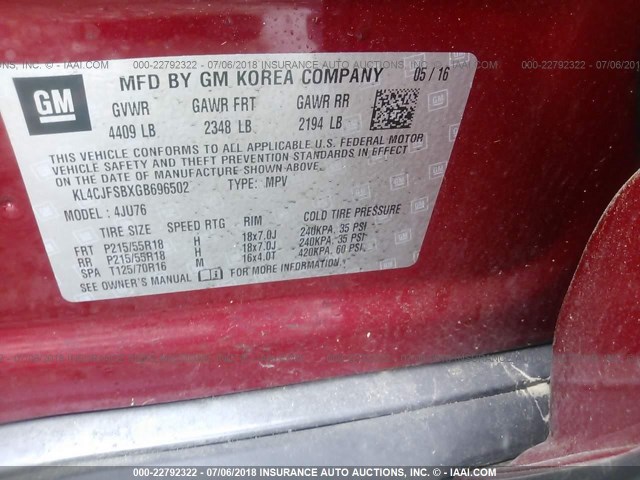 © 2018 - IAAI.COM 000-22792322 - 07/06/2018 INSURANCE AUTO AUCTIONS, INC. © 2018 - IAAI.COM
GM
MFD BY GM KOREA COMPANY 05 / 16
GVWR GAWR FRT GAWR RR
4409 LB 2348 LB 2194 LB
THIS VEHICLE CONFORMS TO ALL APPLICABLE U.S. FEDERAL MOTOR
VEHICLE SAFETY AND THEFT PREVENTION STANDARDS IN EFFECT
ON THE DATE OF MANUFACTURE SHOWN ABOVE.
KL4CJFSBXGB696502 TYPE: MPV
MODEL : 4JU76
TIRE SIZE SPEED RTG RIM COLD TIRE PRESSURE
FRT P215/55R18 H 18x7.0J 240KPA, 35 PSI
RR P215/55R18 H 18x7.0J 240KPA, 35 PSI
SPA T125/70R16 M 16x4.0T 420KPA, 60 PSI
SEE OWNER'S MANUAL
000-22792322 - 07/06/2018 INSURANCE AUTO AUCTIONS, INC. © 2018 - IAAI.COM